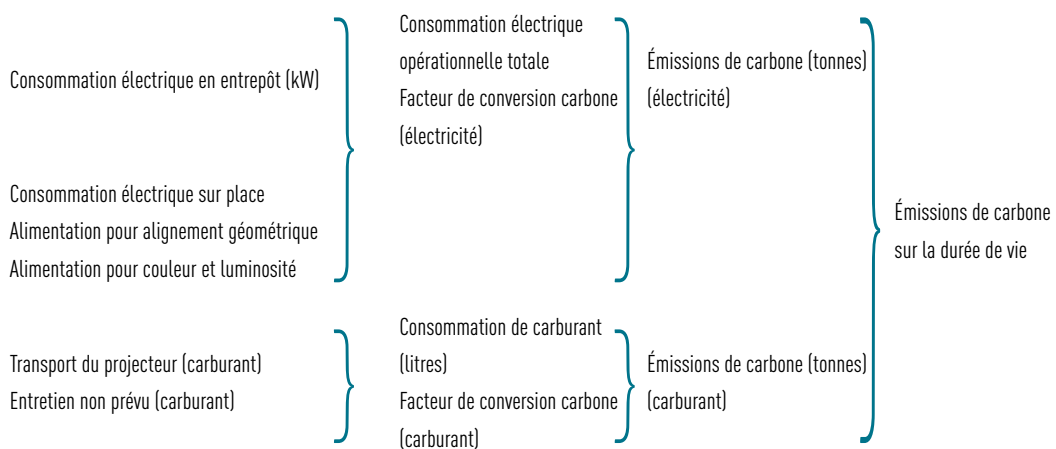 Consommation électrique en entrepôt (kW)
Consommation électrique sur place
Alimentation pour alignement géométrique
Alimentation pour couleur et luminosité
Transport du projecteur (carburant)
Entretien non prévu (carburant)
Consommation électrique
opérationnelle totale
Facteur de conversion carbone
(électricité)
Consommation de carburant
(litres)
Facteur de conversion carbone
(carburant)
Émissions de carbone (tonnes)
(électricité)
Émissions de carbone (tonnes)
(carburant)
Émissions de carbone
sur la durée de vie